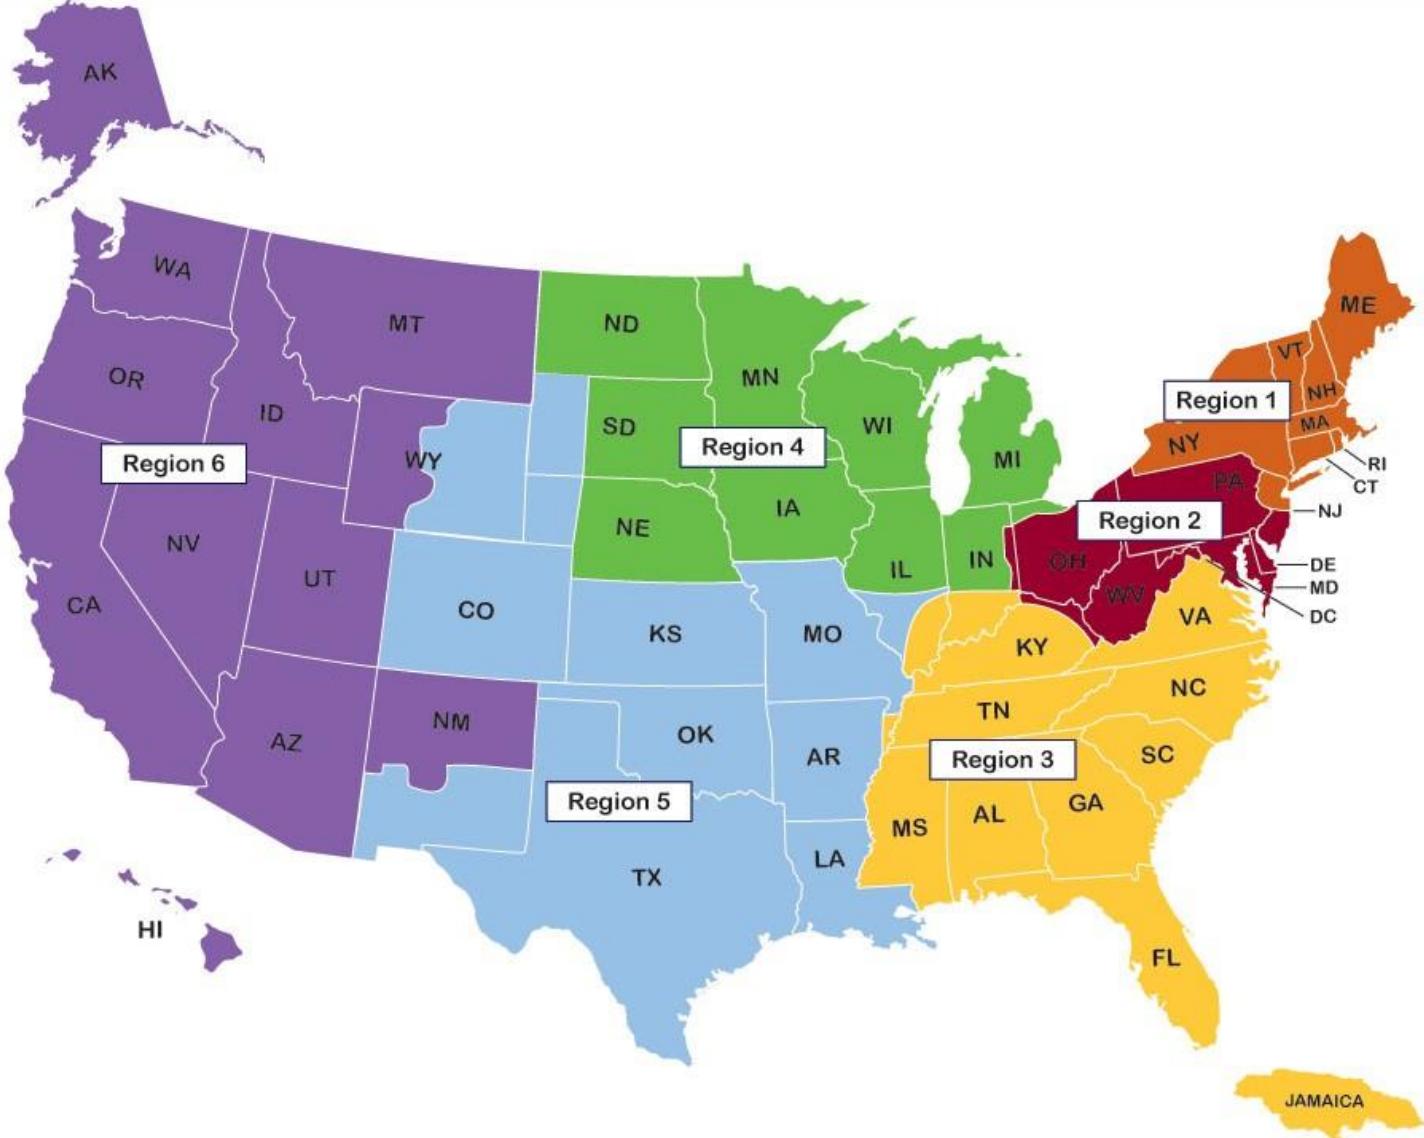 AK
WA
MT
ND
MN
ME
VT
NH
OR
ID
WY
SD
WI
MI
Region 1
MA
NY
RI
CT
Region 6
Region 4
PA
NJ
NV
UT
NE
IA
IL
IN
Region 2
OH
WV
DE
MD
DC
CA
CO
KS
MO
KY
VA
AZ
NM
OK
AR
TN
NC
Region 5
Region 3
SC
MS
AL
GA
TX
LA
HI
FL
JAMAICA